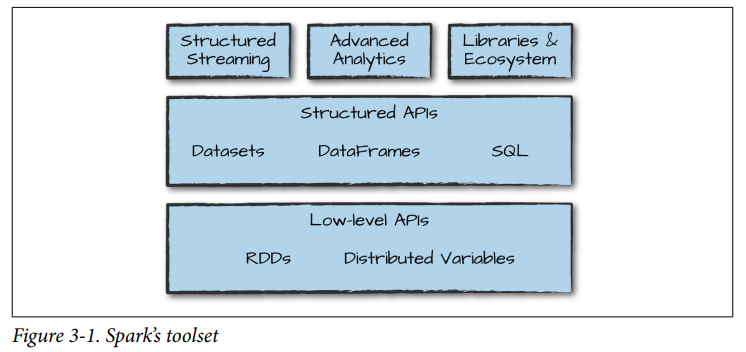 Structured
Streaming
Advanced
Analytics
Libraries &
Ecosystem
Structured APIs
Datasets DataFrames SQL
Low-level APIs
RDDs Distributed Variables
Figure 3-1. Spark's toolset